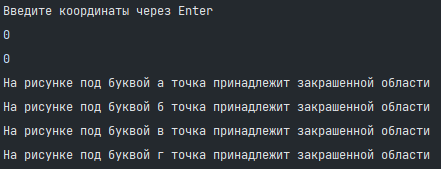 Введите координаты через Enter
0
0
На рисунке под буквой а точка принадлежит закрашенной области
На рисунке под буквой б точка принадлежит закрашенной области
На рисунке под буквой в точка принадлежит закрашенной области
На рисунке под буквой г точка принадлежит закрашенной области